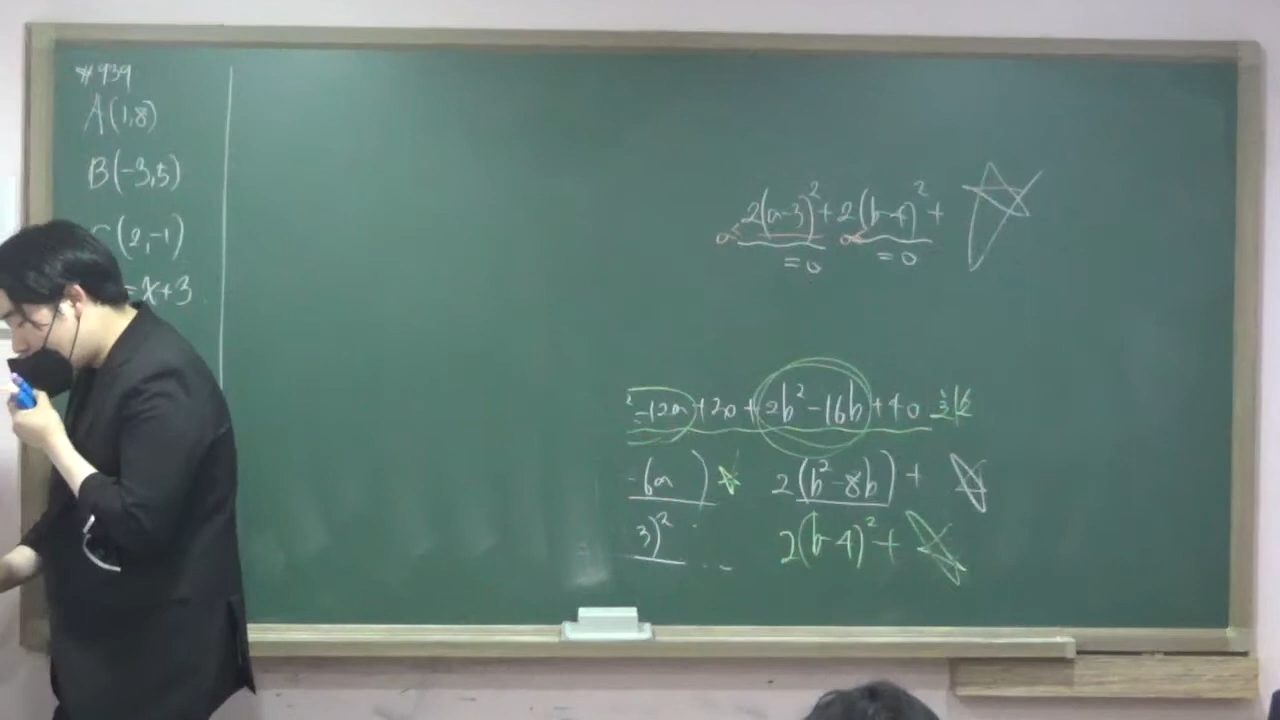 #939
A(1,8)
B(-3,5)
(2,-1)
=x+3
2(a-3)²+2(b-4)²+
=0 =0
²-12a+20+2b²-16b+40
-6a ) 2(b²-8b)+
3)² 2(b-4)²+